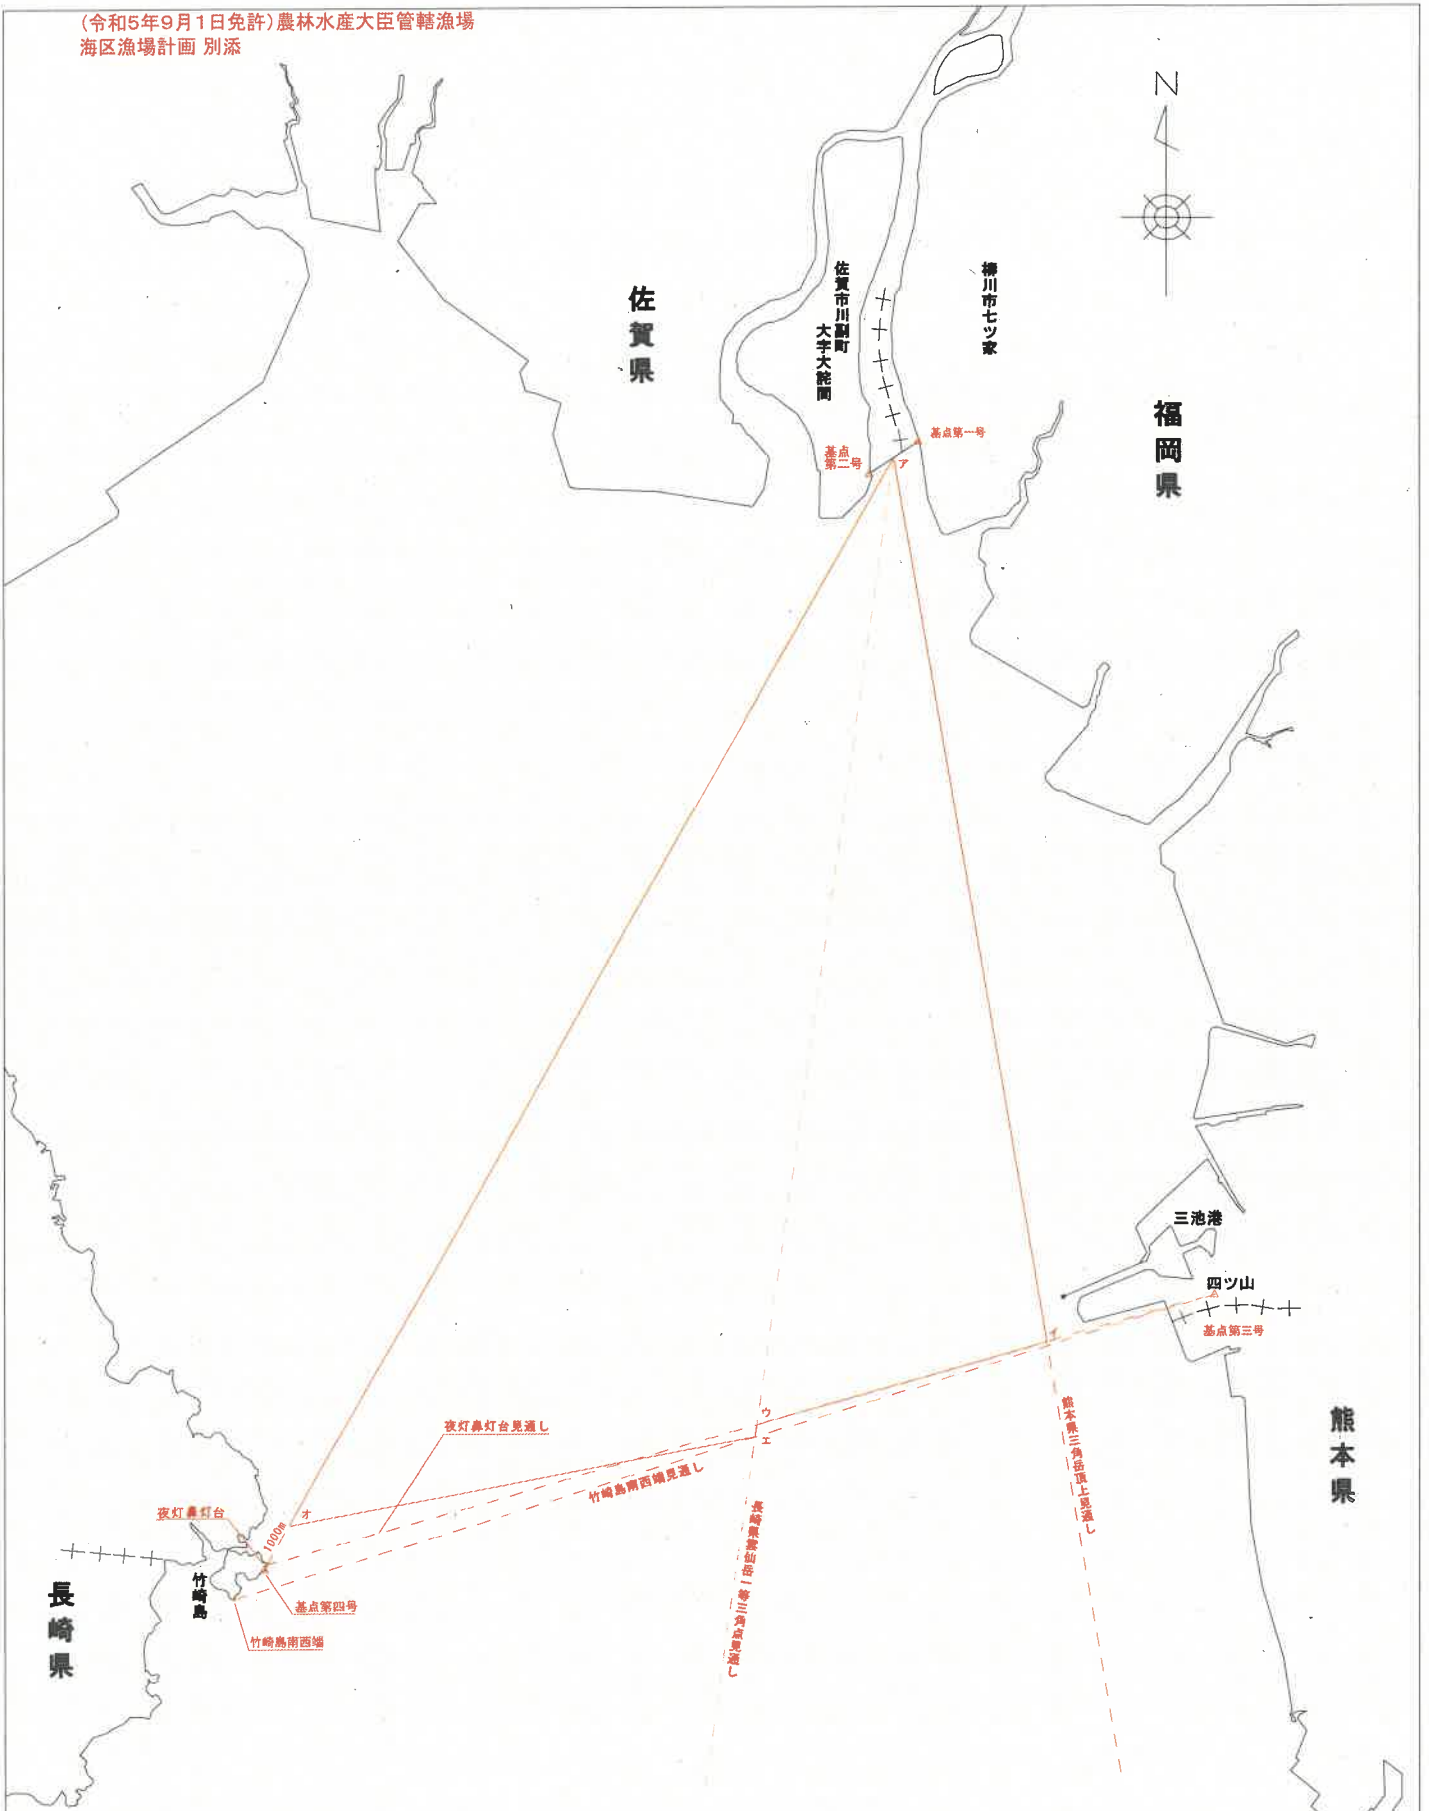 (令和5年9月1日免許)農林水産大臣管轄漁場
海区漁場計画 別添
N
佐賀県
佐賀市川副町
大字大詫間
柳川市七ツ家
福岡県
基点第一号
基点
第二号
ア
三池港
四ツ山
基点第三号
イ
熊本県三角岳頂上見通し
熊本県
ウ
エ
夜灯鼻灯台見通し
竹崎島南西端見通し
長崎県雲仙岳一等三角点見通し
オ
1000m
夜灯鼻灯台
竹崎島
基点第四号
竹崎島南西端
長崎県